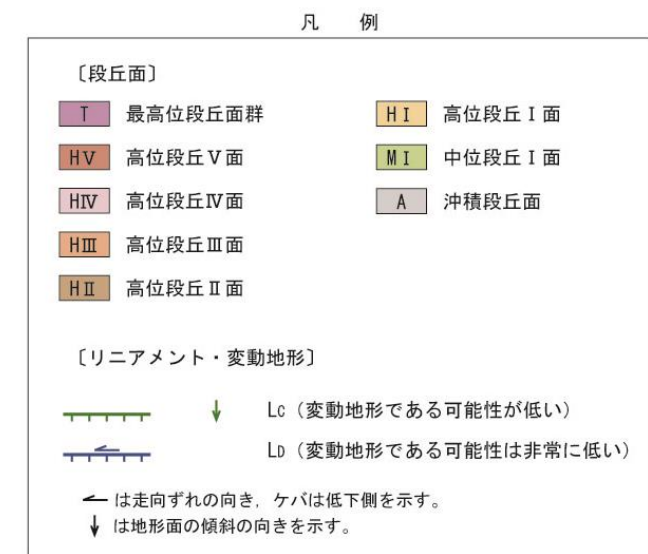 凡 例
〔段丘面〕
T 最高位段丘面群
HⅤ 高位段丘Ⅴ面
HⅣ 高位段丘Ⅳ面
HⅢ 高位段丘Ⅲ面
HⅡ 高位段丘Ⅱ面
HⅠ 高位段丘Ⅰ面
MⅠ 中位段丘Ⅰ面
A 沖積段丘面
〔リニアメント・変動地形〕
LC（変動地形である可能性が低い）
LD（変動地形である可能性は非常に低い）
は走向ずれの向き，ケバは低下側を示す。
は地形面の傾斜の向きを示す。